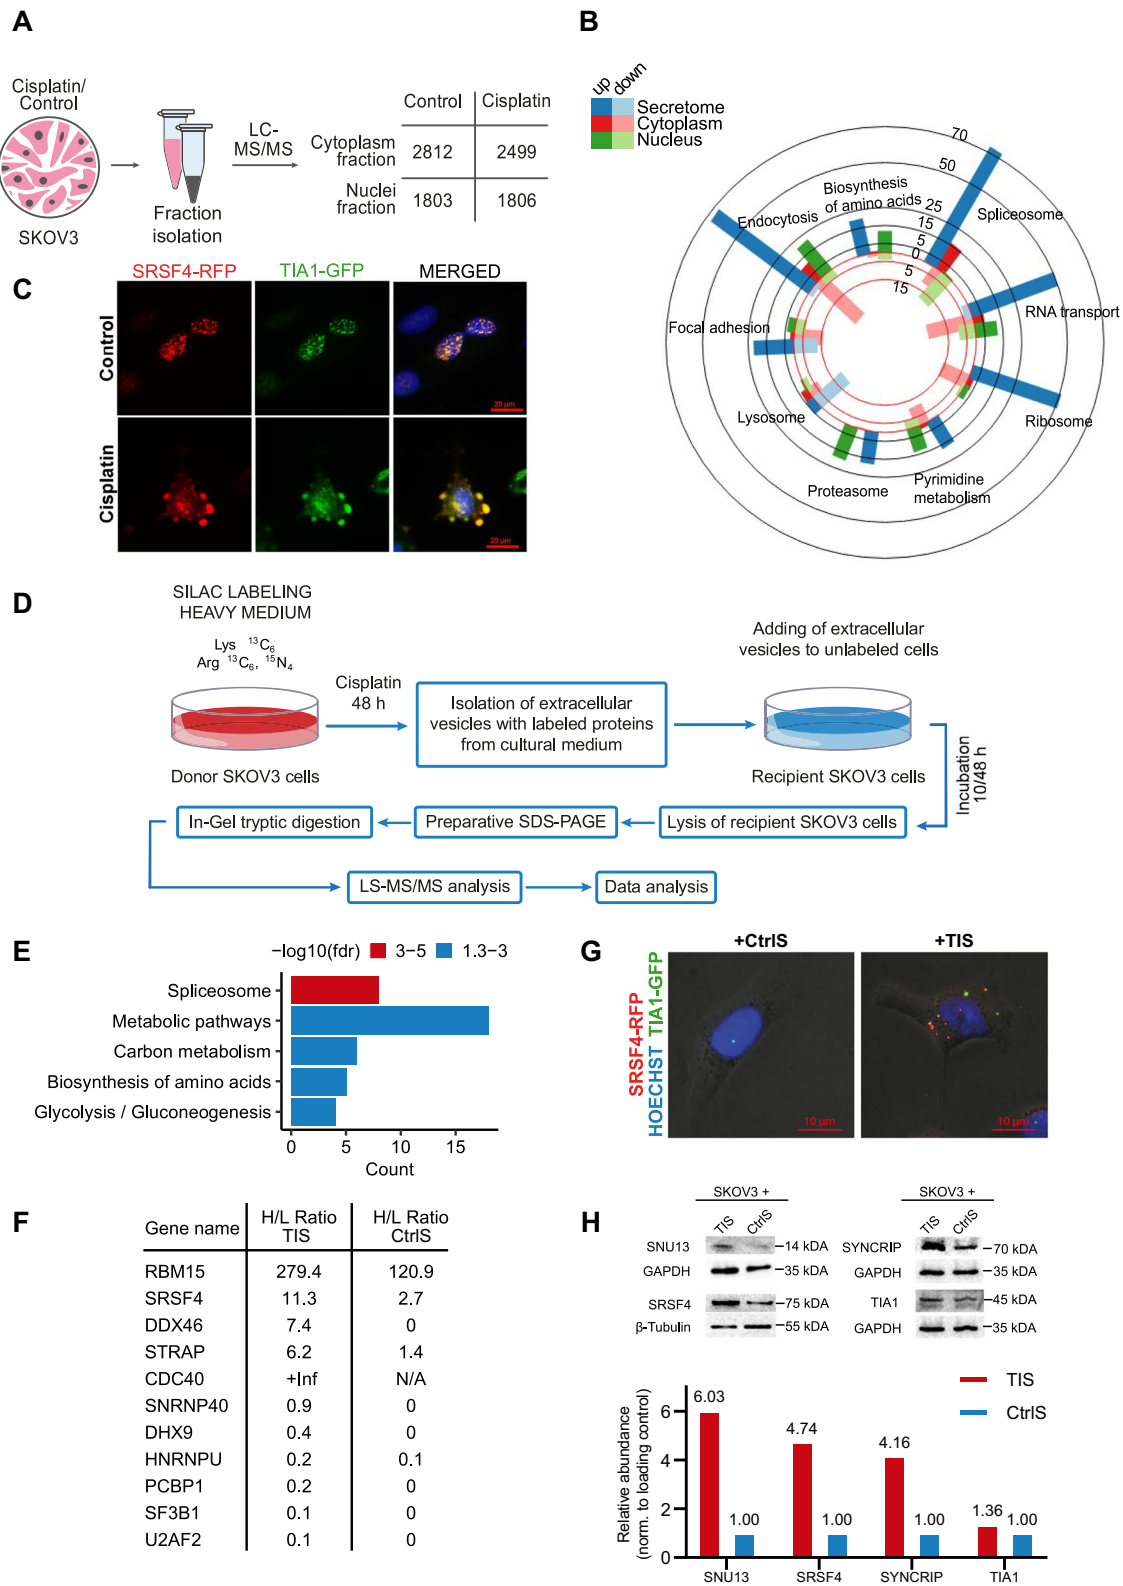 A
Cisplatin/
Control
SKOV3
Fraction
isolation
LC-
MS/MS
Control
Cisplatin
Cytoplasm
fraction
2812
2499
Nuclei
fraction
1803
1806
B
up
down
Secretome
Cytoplasm
Nucleus
70
50
25
15
5
0
5
15
Biosynthesis
of amino acids
Spliceosome
Endocytosis
RNA transport
Focal adhesion
Ribosome
Lysosome
Pyrimidine
metabolism
Proteasome
C
SRSF4-RFP
TIA1-GFP
MERGED
Control
20 μm
Cisplatin
20 μm
D
SILAC LABELING
HEAVY MEDIUM
Lys ¹³C₆
Arg ¹³C₆, ¹⁵N₄
Donor SKOV3 cells
Cisplatin
48 h
Isolation of extracellular
vesicles with labeled proteins
from cultural medium
Adding of extracellular
vesicles to unlabeled cells
Recipient SKOV3 cells
Incubation
10/48 h
In-Gel tryptic digestion
Preparative SDS-PAGE
Lysis of recipient SKOV3 cells
LS-MS/MS analysis
Data analysis
E
−log10(fdr) 3−5 1.3−3
Spliceosome
Metabolic pathways
Carbon metabolism
Biosynthesis of amino acids
Glycolysis / Gluconeogenesis
0 5 10 15
Count
G
+CtrlS
+TIS
SRSF4-RFP
HOECHST TIA1-GFP
10 μm
10 μm
F
Gene name H/L Ratio TIS H/L Ratio CtrlS
RBM15 279.4 120.9
SRSF4 11.3 2.7
DDX46 7.4 0
STRAP 6.2 1.4
CDC40 +Inf N/A
SNRNP40 0.9 0
DHX9 0.4 0
HNRNPU 0.2 0.1
PCBP1 0.2 0
SF3B1 0.1 0
U2AF2 0.1 0
H
SKOV3 +
TIS CtrlS
SNU13 14 kDA
GAPDH 35 kDA
SRSF4 75 kDA
β-Tubulin 55 kDA
SKOV3 +
TIS CtrlS
SYNCRIP 70 kDA
GAPDH 35 kDA
TIA1 45 kDA
GAPDH 35 kDA
TIS
CtrlS
Relative abundance
(norm. to loading control)
6
4
2
0
6.03
1.00
4.74
1.00
4.16
1.00
1.36
1.00
SNU13
SRSF4
SYNCRIP
TIA1